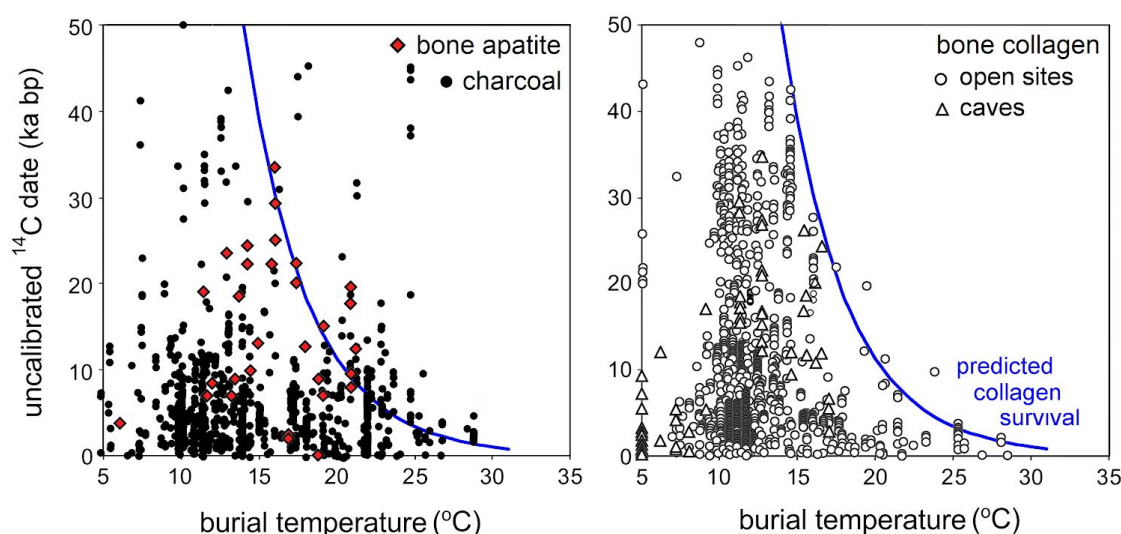 bone apatite
charcoal
uncalibrated ¹⁴C date (ka bp)
50
40
30
20
10
0
5 10 15 20 25 30 35
burial temperature (°C)
bone collagen
open sites
caves
predicted
collagen
survival
50
40
30
20
10
0
5 10 15 20 25 30 35
burial temperature (°C)